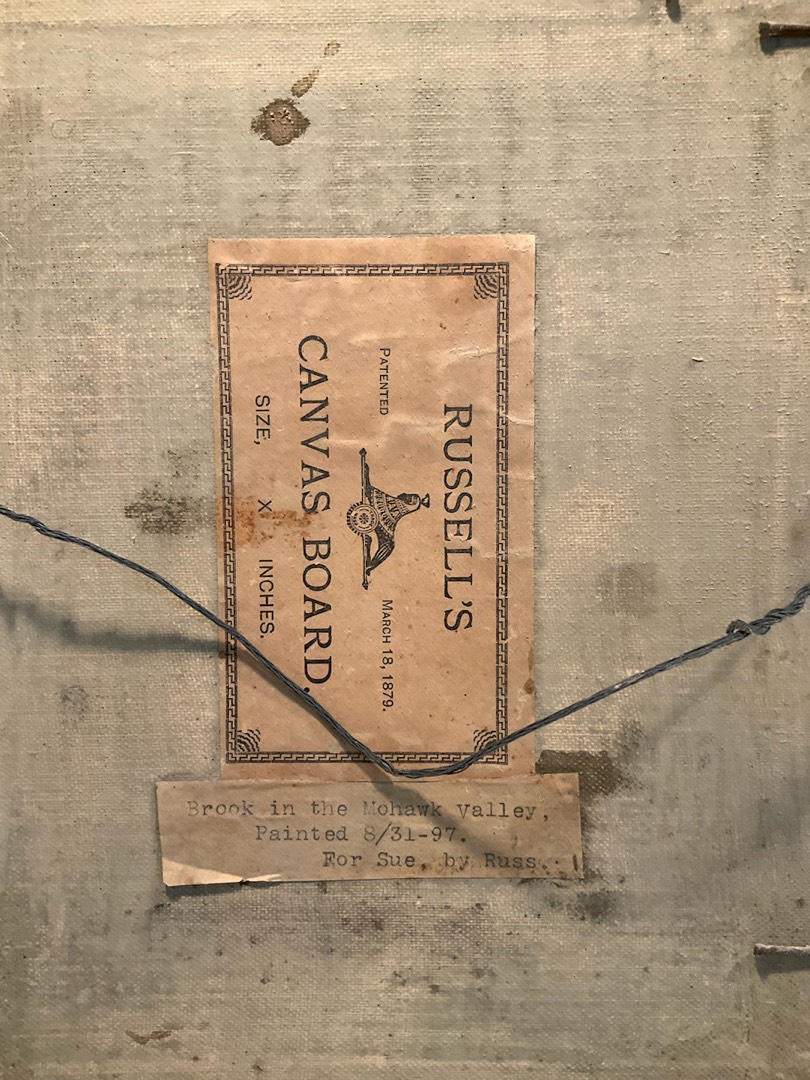 RUSSELL'S
PATENTED MARCH 18, 1879.
CANVAS BOARD.
SIZE, X INCHES.
Brook in the Mohawk Valley,
Painted 8/31-97.
For Sue, by Russ.